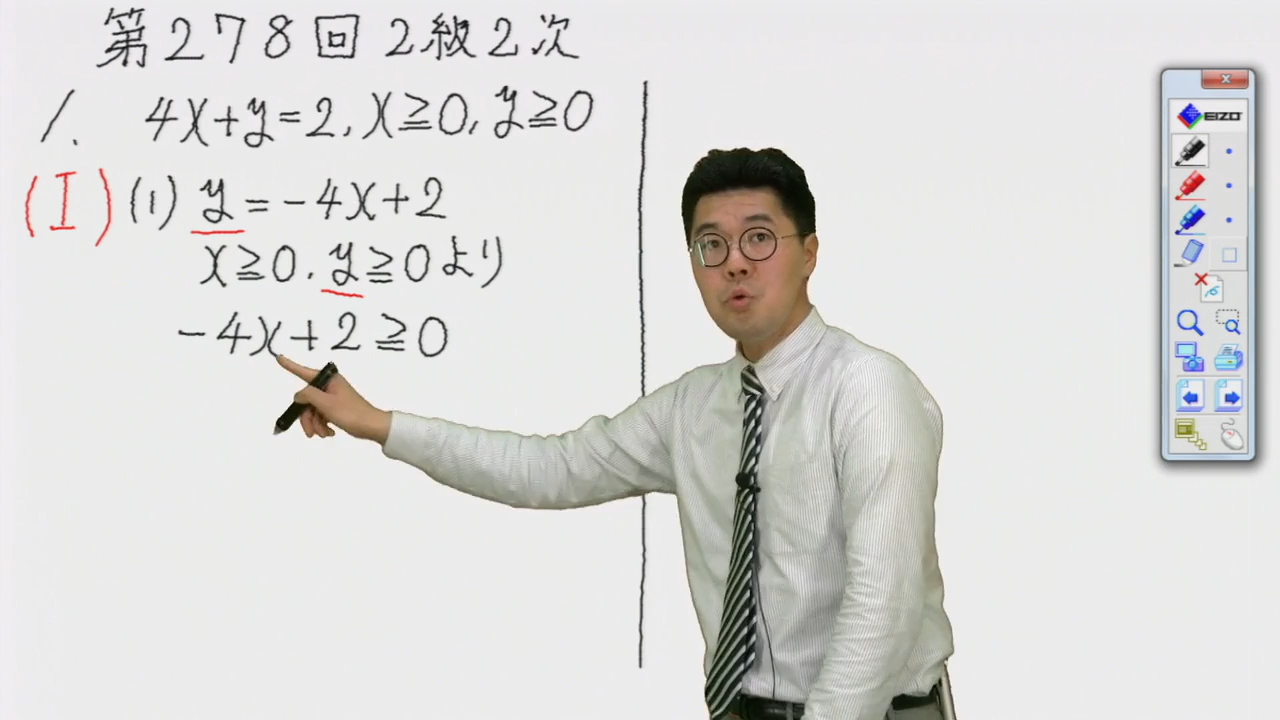 第278回 2級2次
1. 4x+y=2, x≧0, y≧0
(I) (1) y=-4x+2
x≧0. y≧0より
-4x+2≧0
EIZO